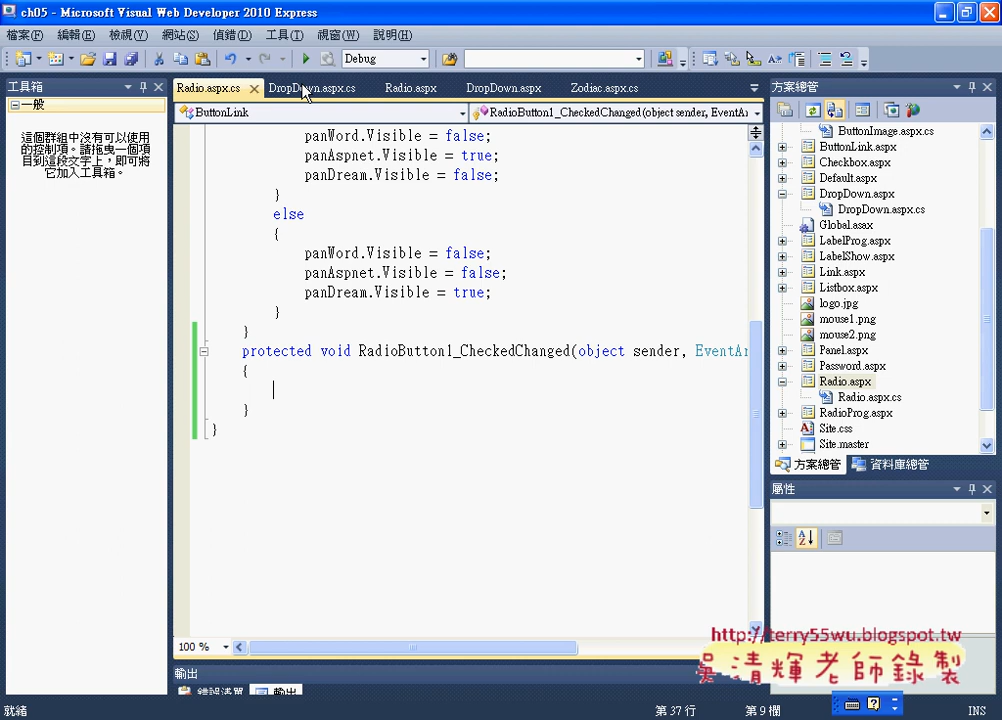 ch05 - Microsoft Visual Web Developer 2010 Express
檔案(F) 編輯(E) 檢視(V) 網站(S) 偵錯(D) 工具(T) 視窗(W) 說明(H)
Debug
工具箱
一般
這個群組中沒有可以使用
的控制項。請拖曳一個項
目到這段文字上，即可將
它加入工具箱。
Radio.aspx.cs DropDown.aspx.cs Radio.aspx DropDown.aspx Zodiac.aspx.cs
ButtonLink RadioButton1_CheckedChanged(object sender, EventAr
panWord.Visible = false;
panAspnet.Visible = true;
panDream.Visible = false;
}
else
{
panWord.Visible = false;
panAspnet.Visible = false;
panDream.Visible = true;
}
}
protected void RadioButton1_CheckedChanged(object sender, EventAr
{
}
}
100 %
輸出
錯誤清單 輸出
方案總管
ButtonImage.aspx.cs
ButtonLink.aspx
Checkbox.aspx
Default.aspx
DropDown.aspx
DropDown.aspx.cs
Global.asax
LabelProg.aspx
LabelShow.aspx
Link.aspx
Listbox.aspx
logo.jpg
mouse1.png
mouse2.png
Panel.aspx
Password.aspx
Radio.aspx
Radio.aspx.cs
RadioProg.aspx
Site.css
Site.master
方案總管 資料庫總管
屬性
http://terry55wu.blogspot.tw
吳清輝老師錄製
就緒 第 37 行 第 9 欄 INS